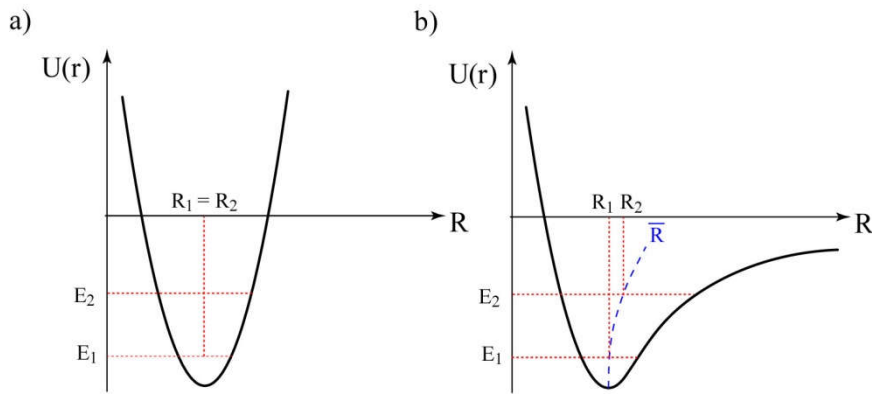 a)
U(r)
R₁ = R₂
R
E₂
E₁
b)
U(r)
R₁ R₂
R̅
R
E₂
E₁